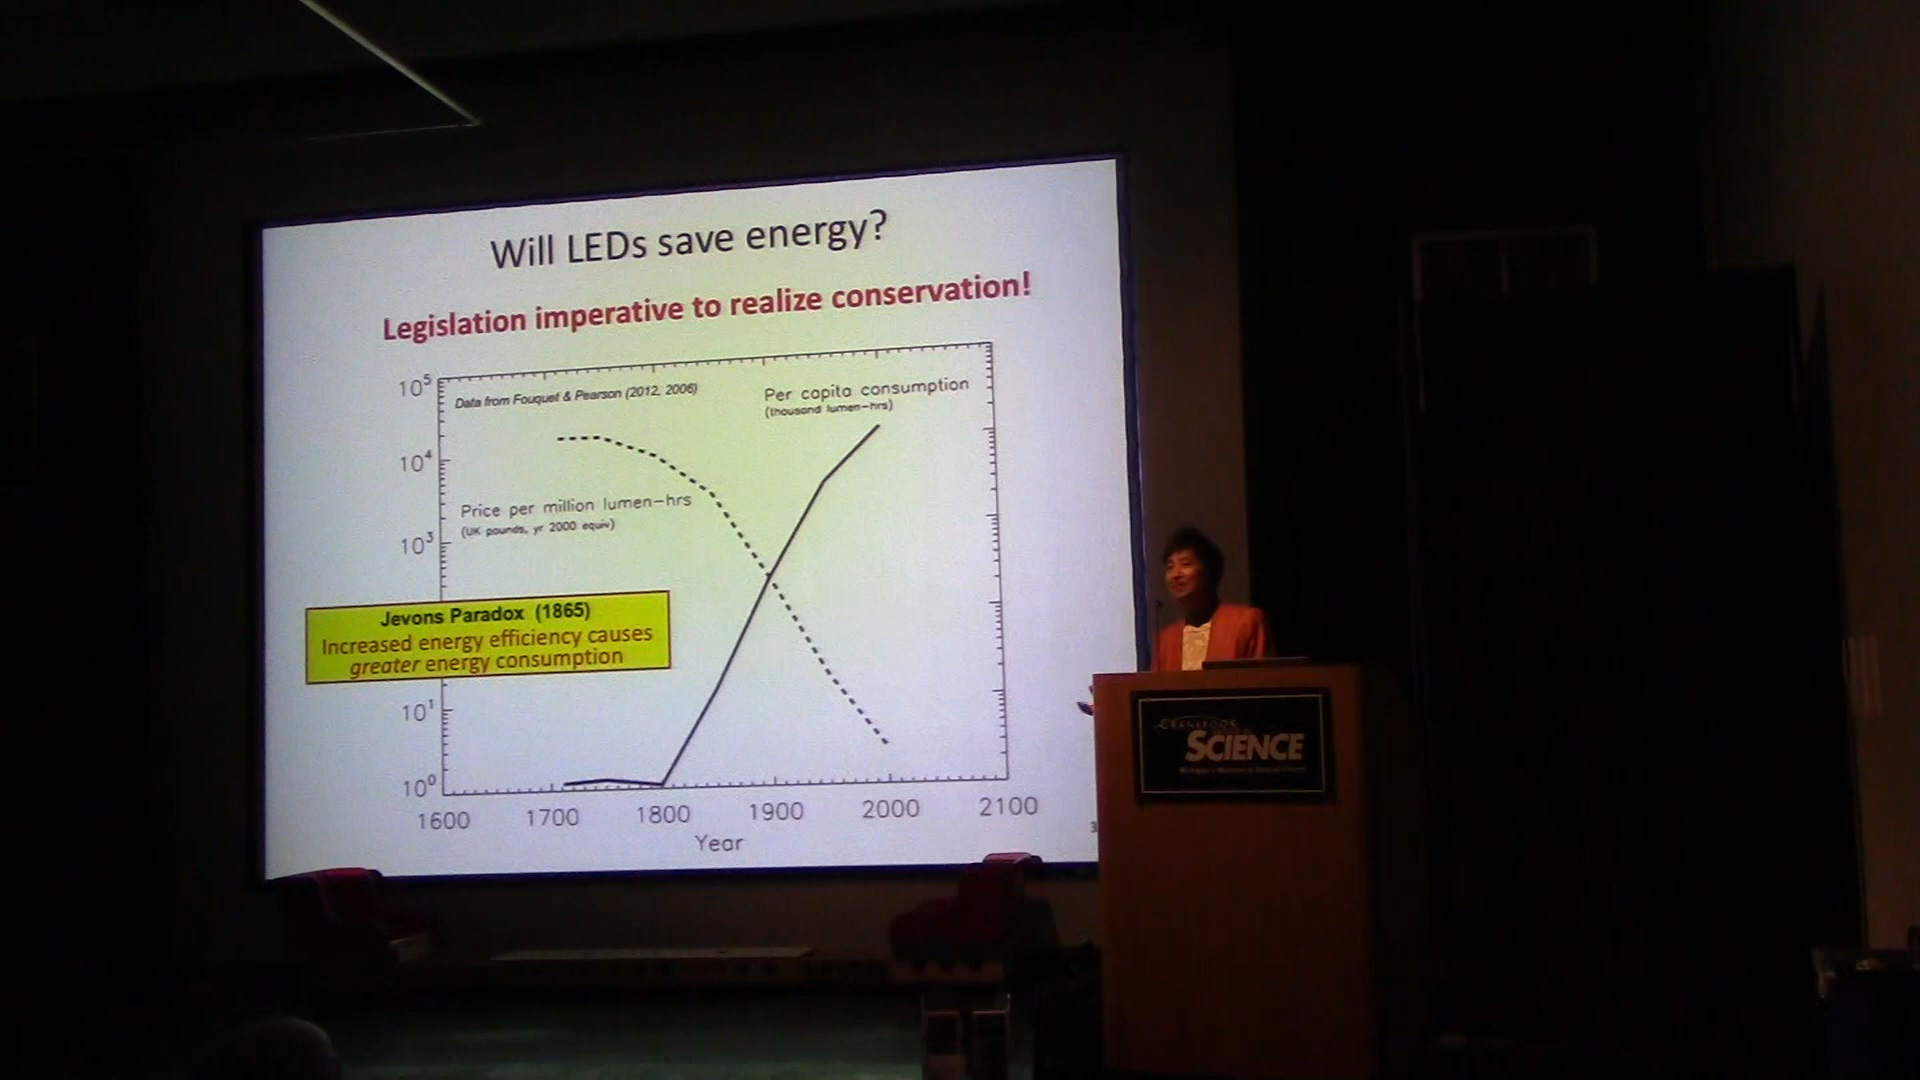 Will LEDs save energy?
Legislation imperative to realize conservation!
10⁵
Data from Fouquet & Pearson (2012, 2006)
Per capita consumption
(thousand lumen-hrs)
10⁴
Price per million lumen-hrs
(UK pounds, yr 2000 equiv)
10³
Jevons Paradox (1865)
Increased energy efficiency causes
greater energy consumption
10¹
10⁰
1600 1700 1800 1900 2000 2100
Year
3
CRANBROOK
SCIENCE